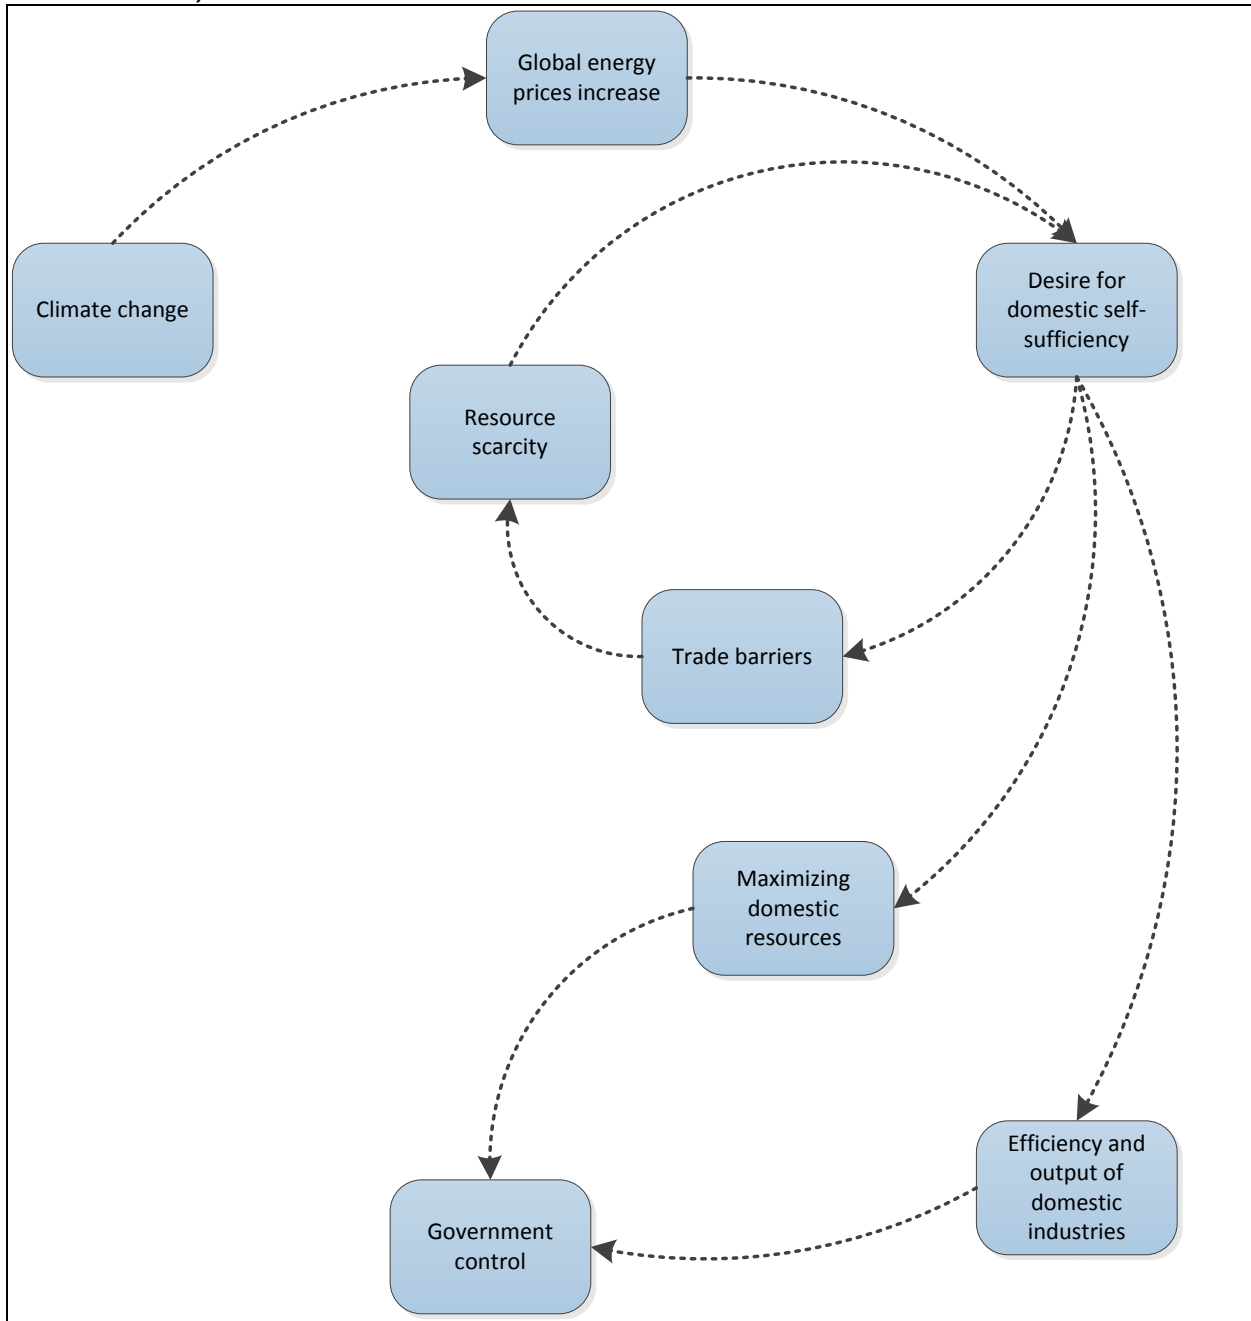 Global energy
prices increase
Climate change
Desire for
domestic self-
sufficiency
Resource
scarcity
Trade barriers
Maximizing
domestic
resources
Efficiency and
output of
domestic
industries
Government
control